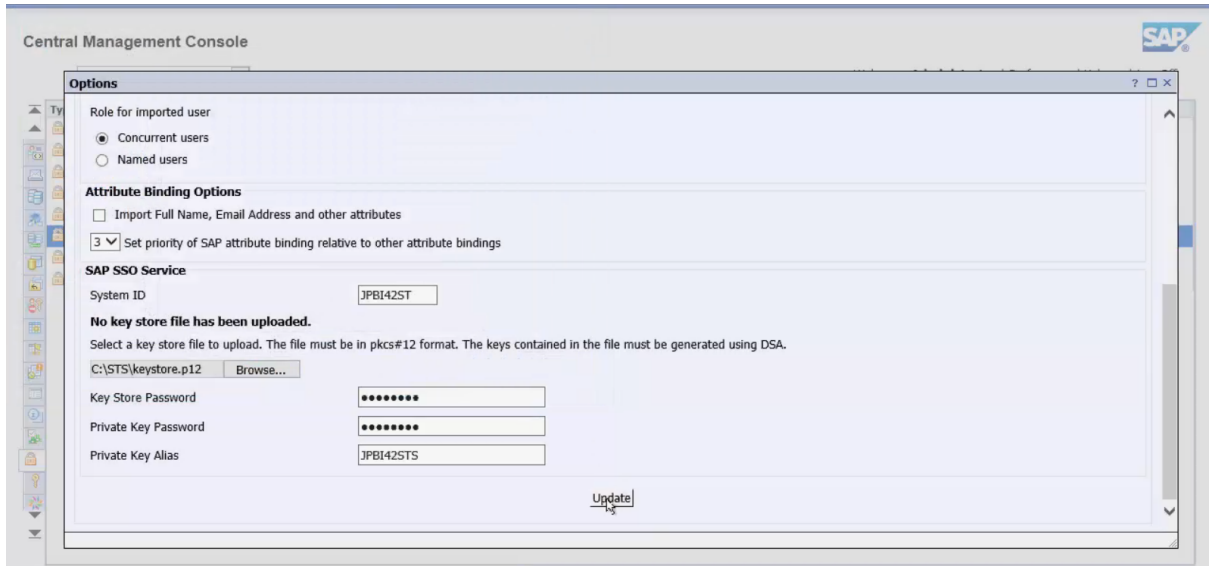 Central Management Console
SAP
Options
? □ ×
Ty
Role for imported user
Concurrent users
Named users
Attribute Binding Options
Import Full Name, Email Address and other attributes
3 Set priority of SAP attribute binding relative to other attribute bindings
SAP SSO Service
System ID JPBI42ST
No key store file has been uploaded.
Select a key store file to upload. The file must be in pkcs#12 format. The keys contained in the file must be generated using DSA.
C:\STS\keystore.p12 Browse...
Key Store Password ●●●●●●●●
Private Key Password ●●●●●●●●
Private Key Alias JPBI42STS
Update